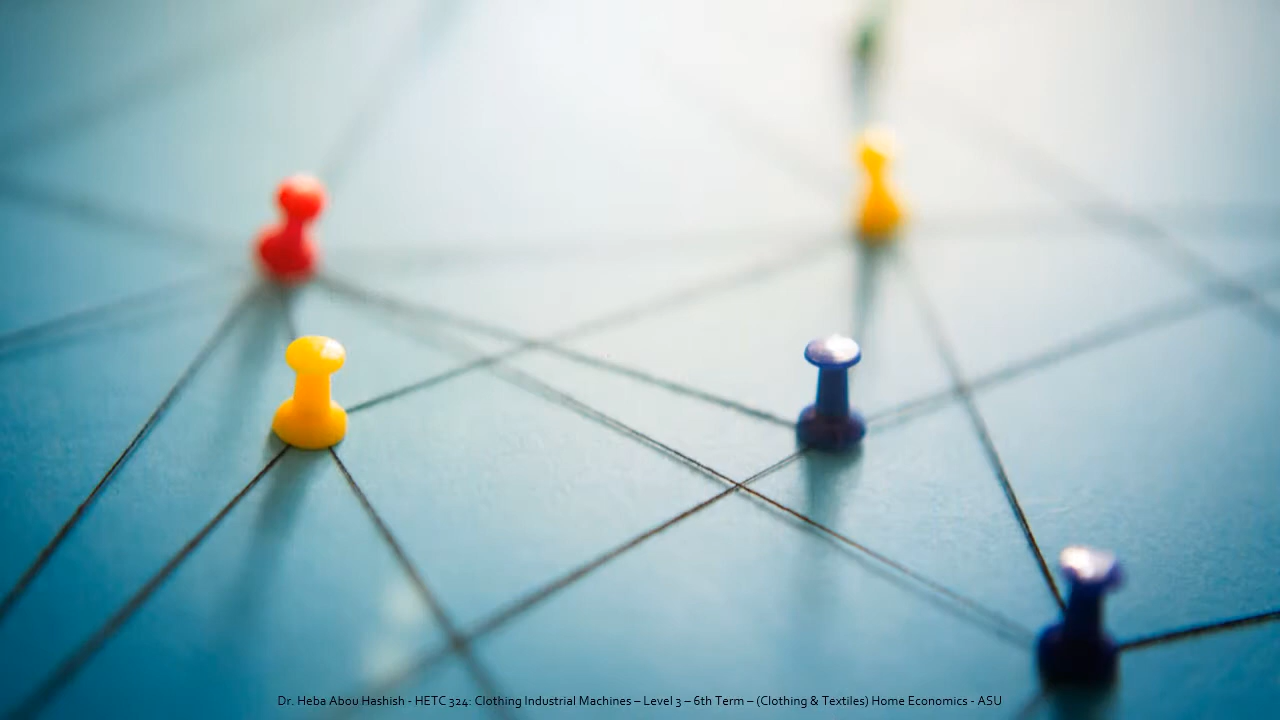 Dr. Heba Abou Hashish - HETC 324: Clothing Industrial Machines – Level 3 – 6th Term – (Clothing & Textiles) Home Economics - ASU